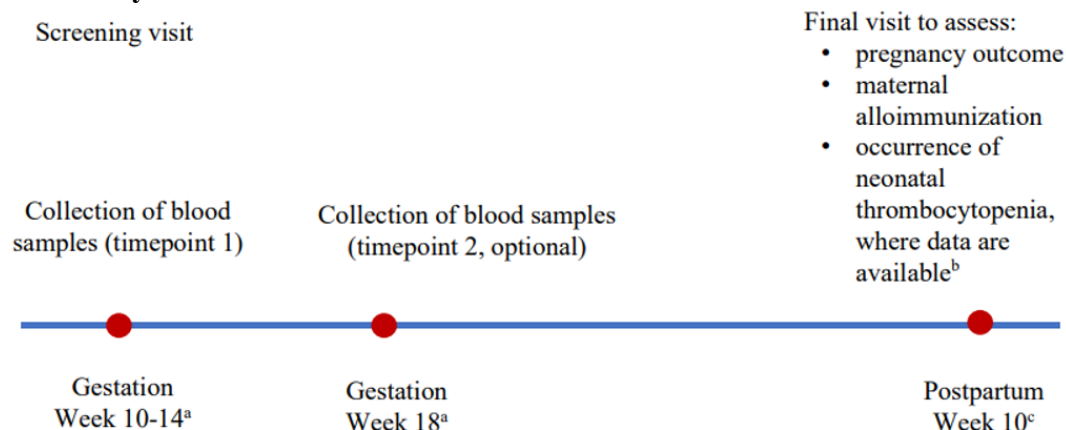 Screening visit
Final visit to assess:
• pregnancy outcome
• maternal
alloimmunization
• occurrence of
neonatal
thrombocytopenia,
where data are
availableᵇ
Collection of blood
samples (timepoint 1)
Collection of blood samples
(timepoint 2, optional)
Gestation
Week 10-14ᵃ
Gestation
Week 18ᵃ
Postpartum
Week 10ᶜ